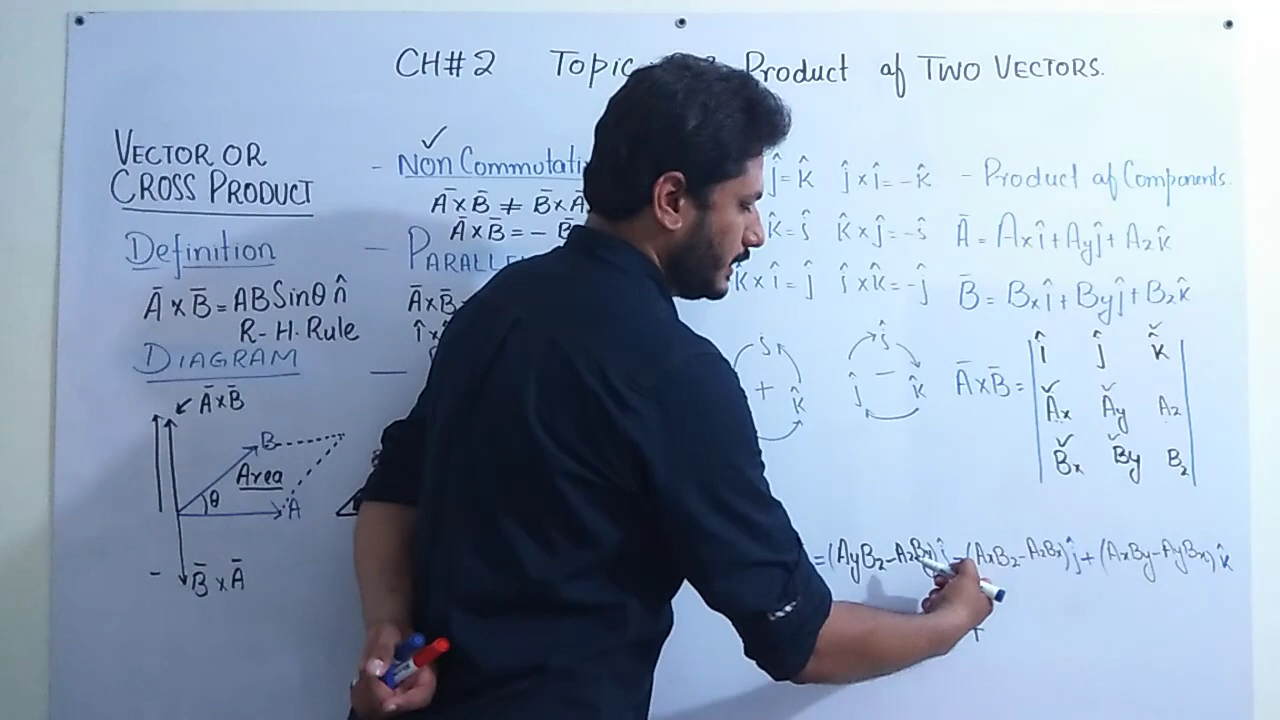 CH#2 Topic Product of TWO VECTORS.
VECTOR OR
CROSS PRODUCT
Definition
A̅ × B̅ = AB Sinθ n̂
R-H. Rule
DIAGRAM
A̅×B̅
B
Area
θ
A
- B̅ × A̅
✓
- Non Commutati
A̅×B̅ ≠ B̅×A
A̅×B̅ = - B̅
- PARALLE
A̅×B̅
î×
ĵ = k̂ ĵ×î = -k̂
k̂ = î k̂×ĵ = -î
k̂×î = ĵ î×k̂ = -ĵ
î
+
k̂
î
-
ĵ k̂
- Product of Components.
A̅ = Axî + Ayĵ + Azk̂
B̅ = Bxî + Byĵ + Bzk̂
î ĵ k̂
A̅×B̅ = Ax Ay Az
Bx By Bz
= (AyBz - AzBy)î - (AxBz - AzBx)ĵ + (AxBy - AyBx)k̂
+